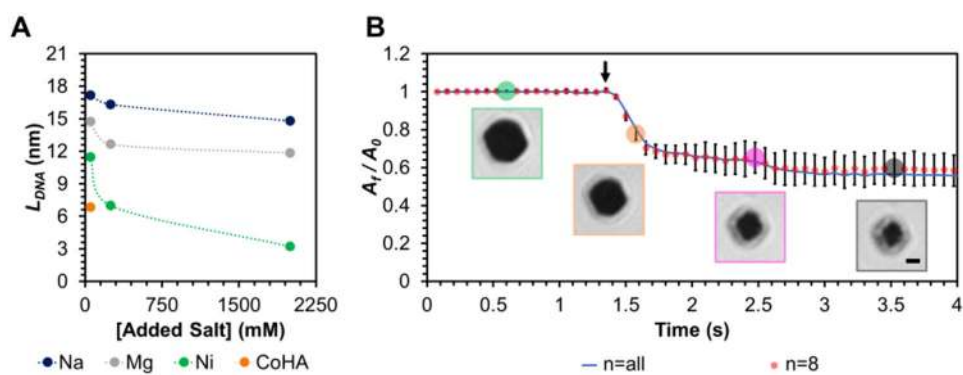 A
L_DNA (nm)
21
18
15
12
9
6
3
0
0 750 1500 2250
[Added Salt] (mM)
Na Mg Ni CoHA
B
A_f / A_0
1.2
1
0.8
0.6
0.4
0.2
0
0 0.5 1 1.5 2 2.5 3 3.5 4
Time (s)
n=all n=8